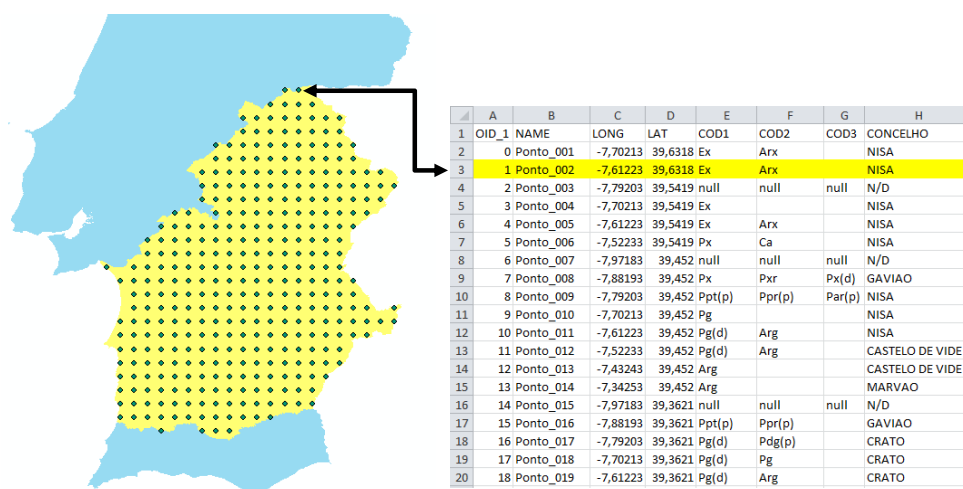 A B C D E F G H
1 OID_1 NAME LONG LAT COD1 COD2 COD3 CONCELHO
2 0 Ponto_001 -7,70213 39,6318 Ex Arx NISA
3 1 Ponto_002 -7,61223 39,6318 Ex Arx NISA
4 2 Ponto_003 -7,79203 39,5419 null null null N/D
5 3 Ponto_004 -7,70213 39,5419 Ex NISA
6 4 Ponto_005 -7,61223 39,5419 Ex Arx NISA
7 5 Ponto_006 -7,52233 39,5419 Px Ca NISA
8 6 Ponto_007 -7,97183 39,452 null null null N/D
9 7 Ponto_008 -7,88193 39,452 Px Pxr Px(d) GAVIAO
10 8 Ponto_009 -7,79203 39,452 Ppt(p) Ppr(p) Par(p) NISA
11 9 Ponto_010 -7,70213 39,452 Pg NISA
12 10 Ponto_011 -7,61223 39,452 Pg(d) Arg NISA
13 11 Ponto_012 -7,52233 39,452 Pg(d) Arg CASTELO DE VIDE
14 12 Ponto_013 -7,43243 39,452 Arg CASTELO DE VIDE
15 13 Ponto_014 -7,34253 39,452 Arg MARVAO
16 14 Ponto_015 -7,97183 39,3621 null null null N/D
17 15 Ponto_016 -7,88193 39,3621 Ppt(p) Ppr(p) GAVIAO
18 16 Ponto_017 -7,79203 39,3621 Pg(d) Pdg(p) CRATO
19 17 Ponto_018 -7,70213 39,3621 Pg(d) Pg CRATO
20 18 Ponto_019 -7,61223 39,3621 Pg(d) Arg CRATO